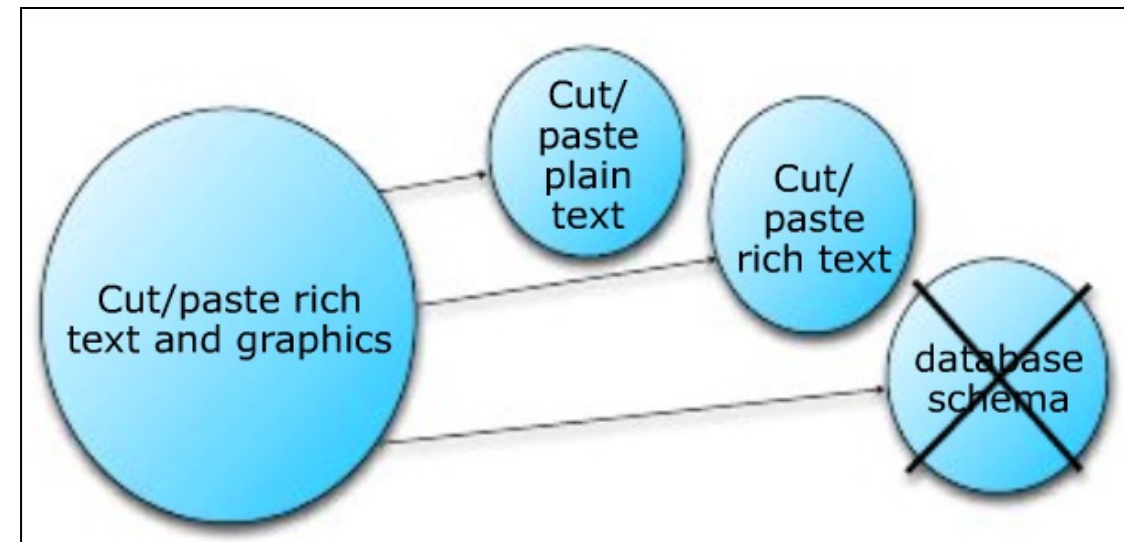 Cut/paste rich
text and graphics
Cut/
paste
plain
text
Cut/
paste
rich text
database
schema